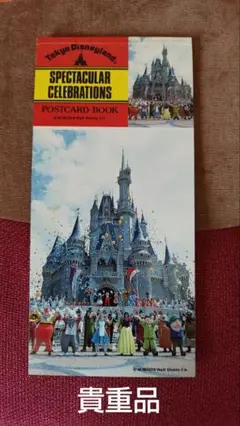 Tokyo Disneyland®
SPECTACULAR
CELEBRATIONS
POSTCARD BOOK
貴重品